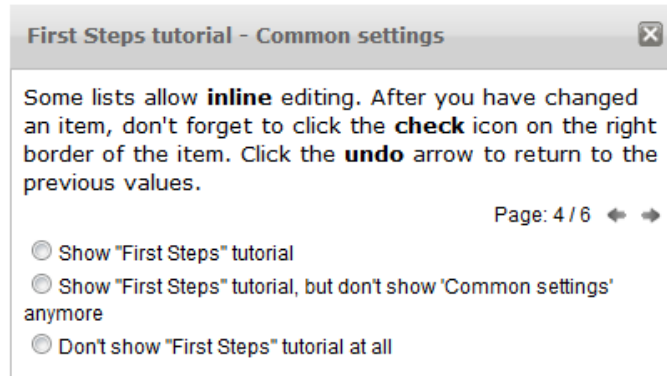 First Steps tutorial - Common settings
Some lists allow inline editing. After you have changed
an item, don't forget to click the check icon on the right
border of the item. Click the undo arrow to return to the
previous values.
Page: 4 / 6
Show "First Steps" tutorial
Show "First Steps" tutorial, but don't show 'Common settings'
anymore
Don't show "First Steps" tutorial at all